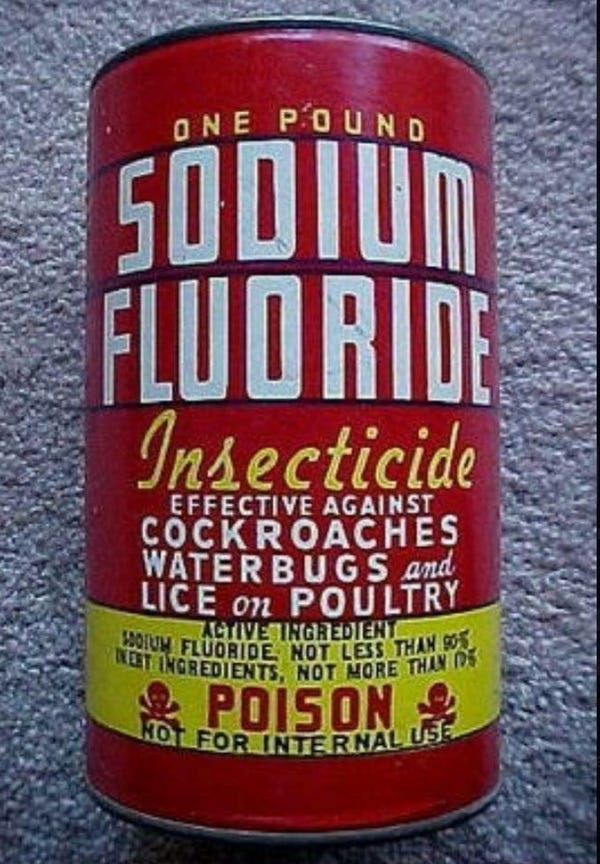 ONE POUND
SODIUM
FLUORIDE
Insecticide
EFFECTIVE AGAINST
COCKROACHES
WATERBUGS and
LICE on POULTRY
ACTIVE INGREDIENT
SODIUM FLUORIDE, NOT LESS THAN 90%
INERT INGREDIENTS, NOT MORE THAN 10%
POISON
NOT FOR INTERNAL USE